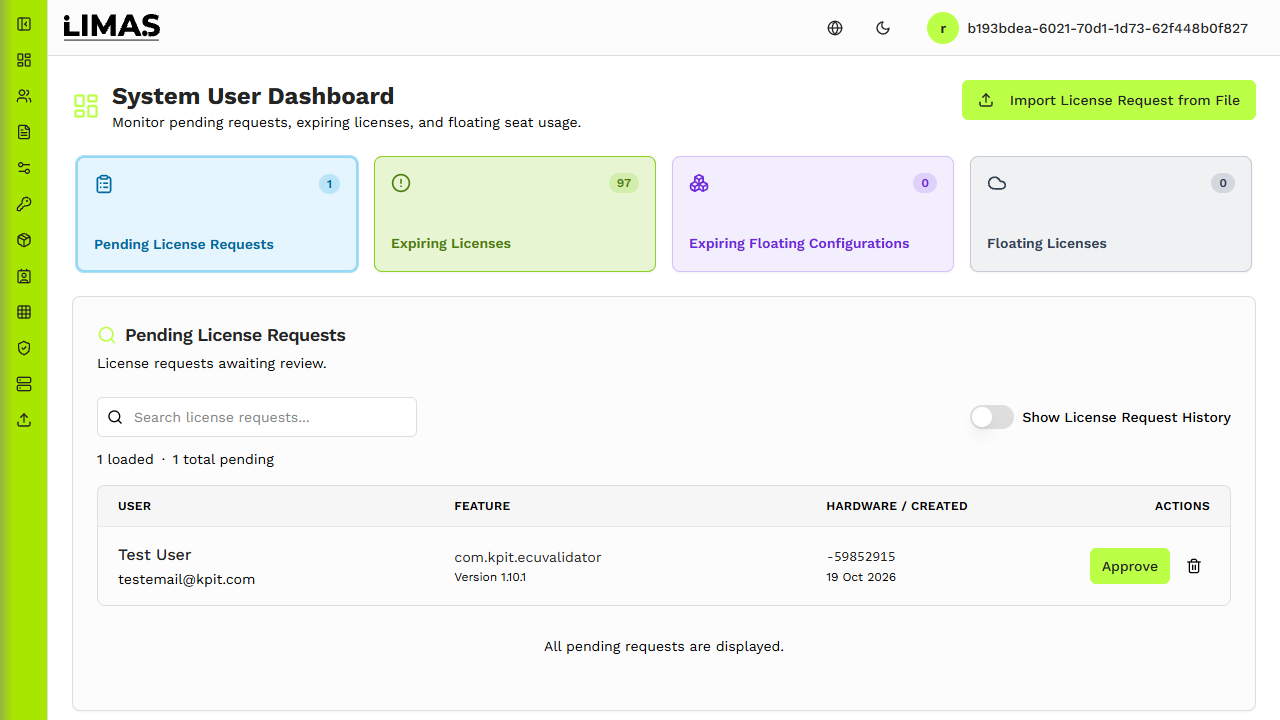 LIMAS
r
b193bdea-6021-70d1-1d73-62f448b0f827
System User Dashboard
Monitor pending requests, expiring licenses, and floating seat usage.
Import License Request from File
1
Pending License Requests
97
Expiring Licenses
0
Expiring Floating Configurations
0
Floating Licenses
Pending License Requests
License requests awaiting review.
Search license requests...
Show License Request History
1 loaded · 1 total pending
USER FEATURE HARDWARE / CREATED ACTIONS
Test User com.kpit.ecuvalidator -59852915
testemail@kpit.com Version 1.10.1 19 Oct 2026
Approve
All pending requests are displayed.